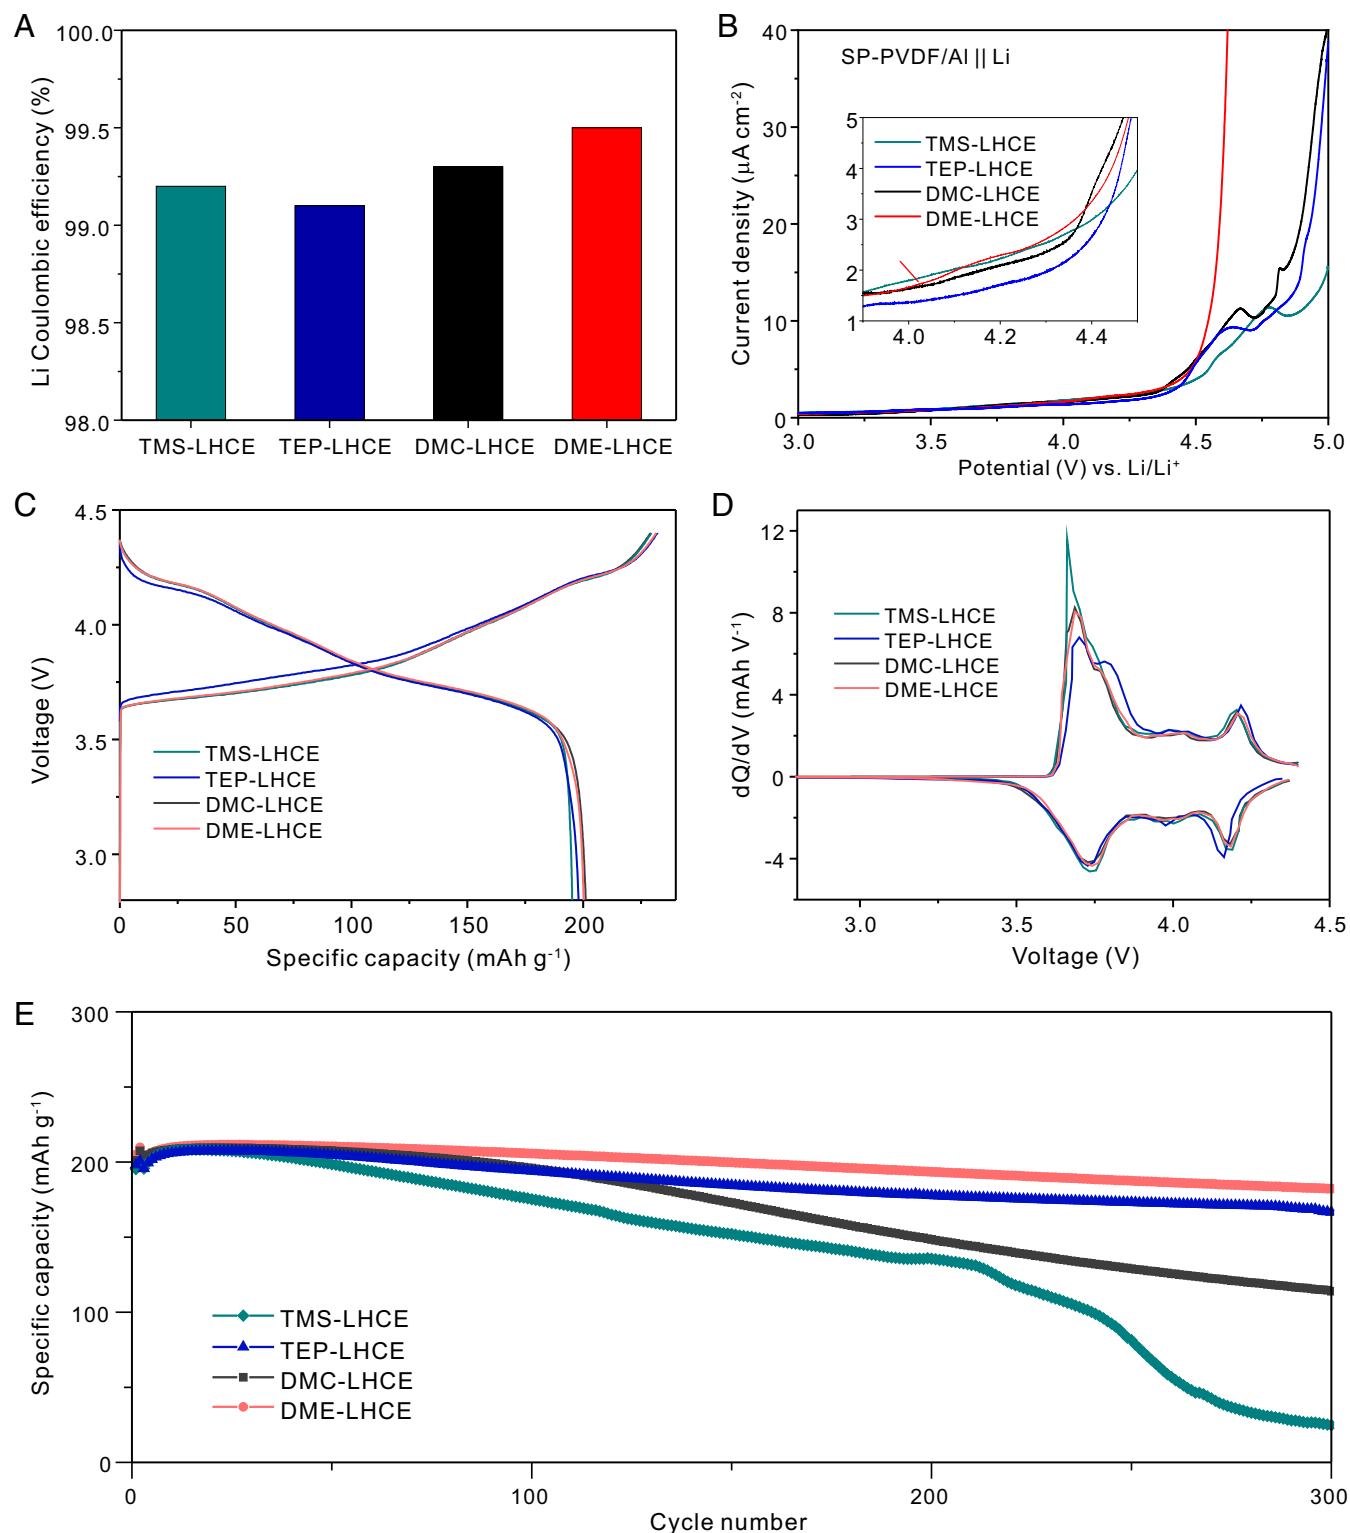 A
Li Coulombic efficiency (%)
100.0
99.5
99.0
98.5
98.0
TMS-LHCE TEP-LHCE DMC-LHCE DME-LHCE
B
Current density (μA cm⁻²)
40
30
20
10
0
SP-PVDF/Al || Li
5
4
3
2
1
TMS-LHCE
TEP-LHCE
DMC-LHCE
DME-LHCE
4.0 4.2 4.4
3.0 3.5 4.0 4.5 5.0
Potential (V) vs. Li/Li⁺
C
Voltage (V)
4.5
4.0
3.5
3.0
TMS-LHCE
TEP-LHCE
DMC-LHCE
DME-LHCE
0 50 100 150 200
Specific capacity (mAh g⁻¹)
D
dQ/dV (mAh V⁻¹)
12
8
4
0
-4
TMS-LHCE
TEP-LHCE
DMC-LHCE
DME-LHCE
3.0 3.5 4.0 4.5
Voltage (V)
E
Specific capacity (mAh g⁻¹)
300
200
100
0
TMS-LHCE
TEP-LHCE
DMC-LHCE
DME-LHCE
0 100 200 300
Cycle number